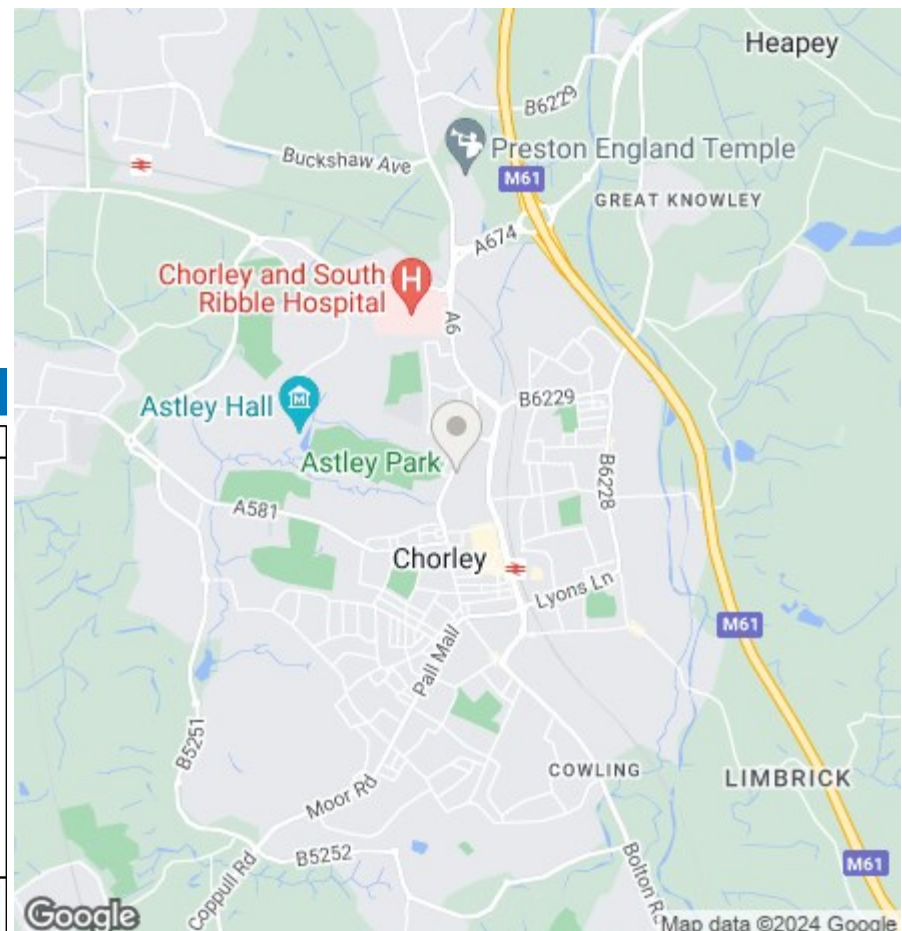 Heapey
B6229
Buckshaw Ave
Preston England Temple
M61
GREAT KNOWLEY
A674
Chorley and South
Ribble Hospital
H
A6
Astley Hall
M
B6229
Astley Park
B6228
A581
Chorley
Lyons Ln
M61
Pall Mall
B5251
COWLING
LIMBRICK
Moor Rd
B5252
Coppull Rd
Bolton Rd
M61
Google
Map data ©2024 Google